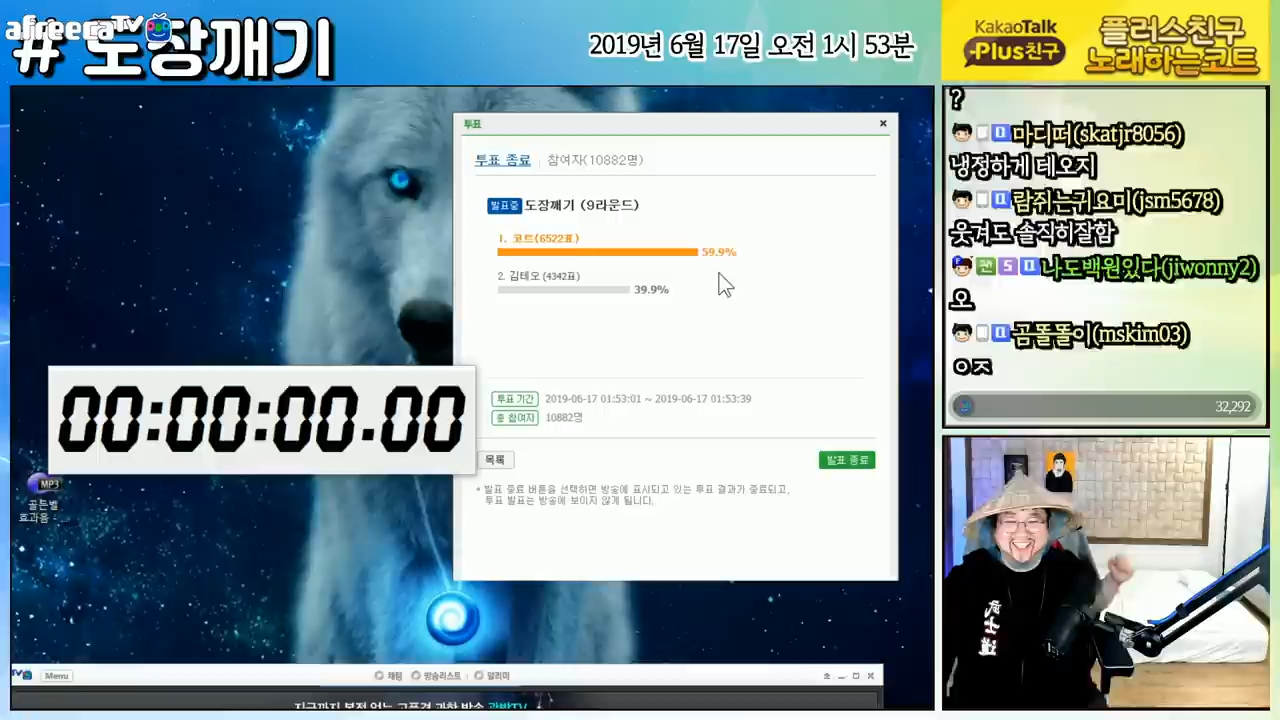 afreecaTV
# 도장깨기
2019년 6월 17일 오전 1시 53분
KakaoTalk
Plus친구
플러스친구
노래하는코트
투표
투표 종료 참여자(10882명)
발표중 도장깨기 (9라운드)
1. 코트(6522표)
59.9%
2. 김테오 (4342표)
39.9%
투표 기간 2019-06-17 01:53:01 ~ 2019-06-17 01:53:39
총 참여자 10882명
목록
발표 종료
* 발표 종료 버튼을 선택하면 방송에 표시되고 있는 투표 결과가 종료되고,
투표 발표는 방송에 보이지 않게 됩니다.
00:00:00.00
MP3
골든벨
효과음
TV
Menu
채팅
방송리스트
멀리미
?
마디떠(skatjr8056)
냉정하게 테오지
람쥐는귀요미(jsm5678)
웃겨도 솔직히잘함
팬 S 나도백원있다(jiwonny2)
오
곰똘똘이(mskim03)
ㅇㅈ
32,292
武士道